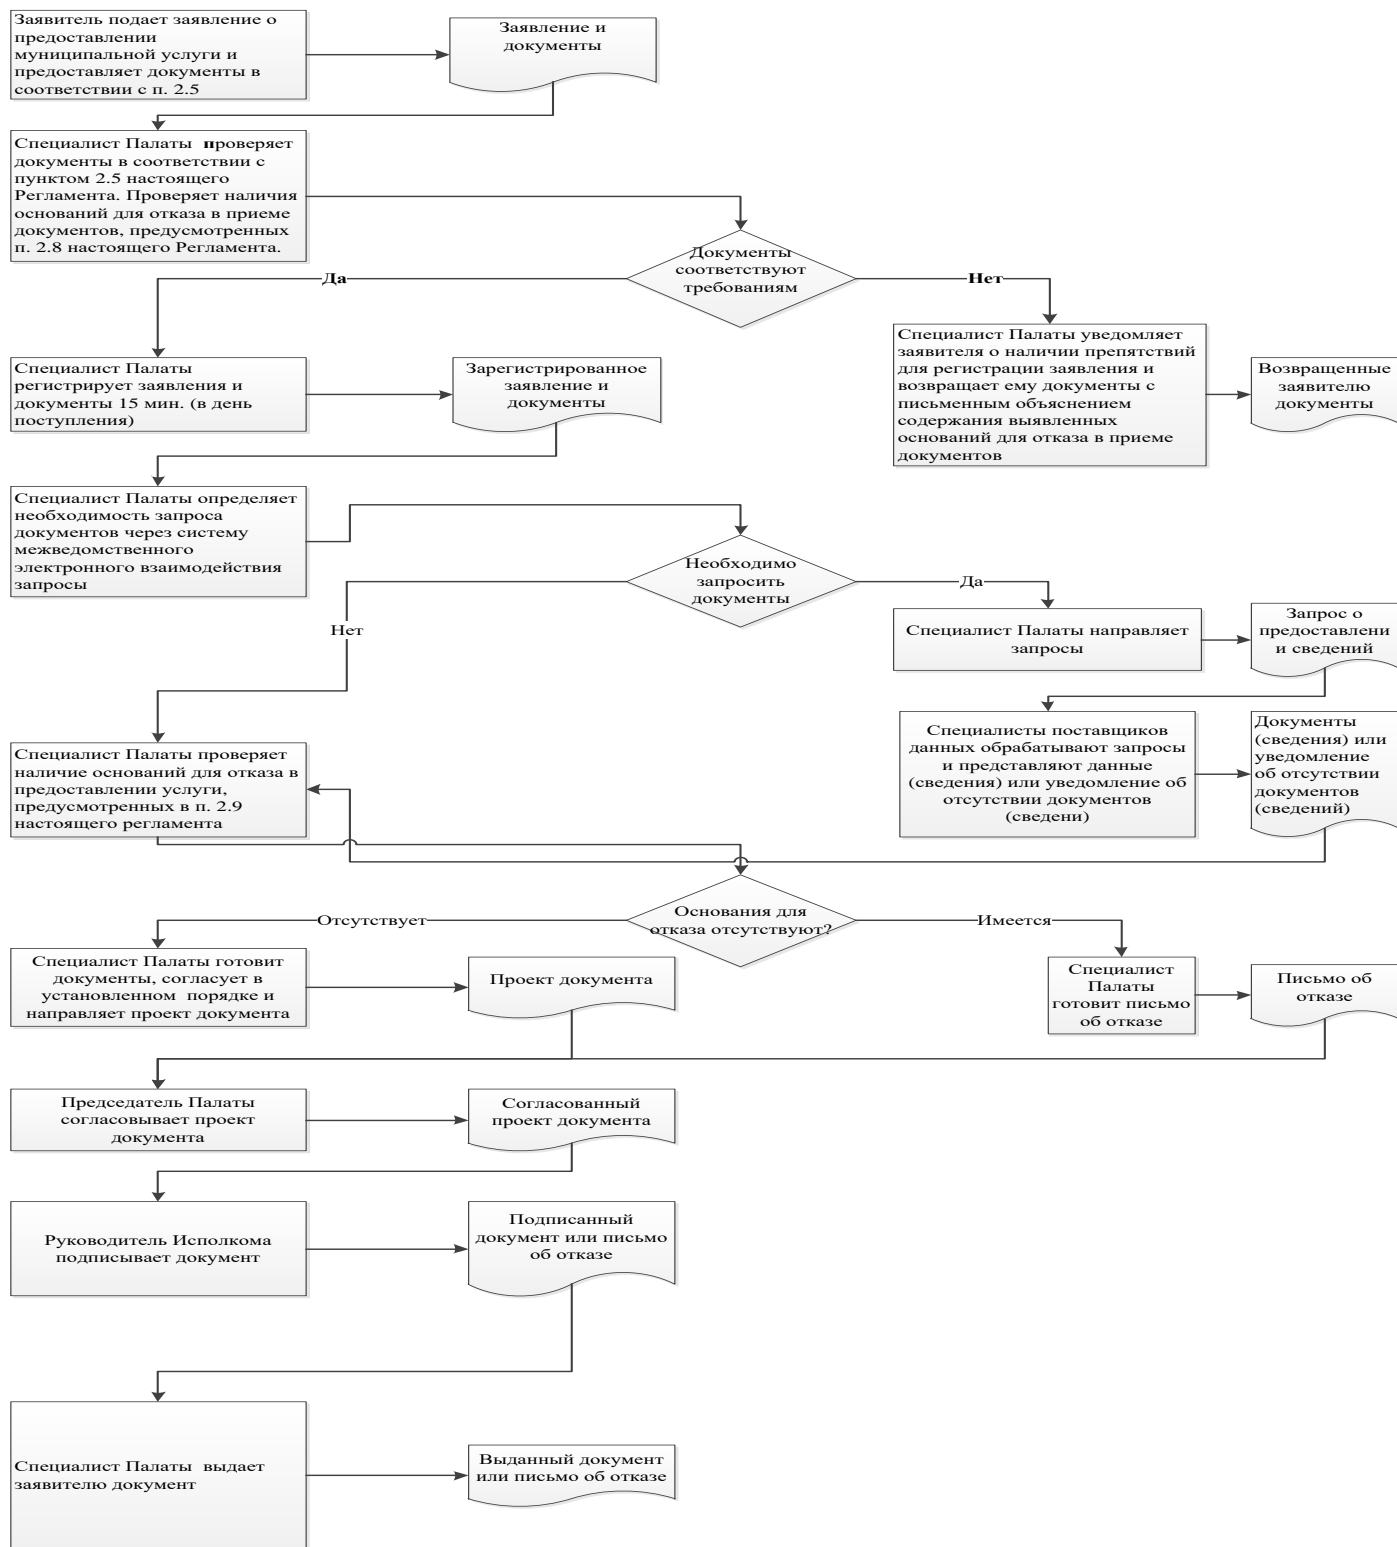 Заявитель подает заявление о
предоставлении
муниципальной услуги и
предоставляет документы в
соответствии с п. 2.5
Заявление и
документы
Специалист Палаты  проверяет
документы в соответствии с
пунктом 2.5 настоящего
Регламента. Проверяет наличия
оснований для отказа в приеме
документов, предусмотренных
п. 2.8 настоящего Регламента.
Документы
соответствуют
требованиям
Да
Нет
Специалист Палаты
регистрирует заявления и
документы 15 мин. (в день
поступления)
Зарегистрированное
заявление и
документы
Специалист Палаты уведомляет
заявителя о наличии препятствий
для регистрации заявления и
возвращает ему документы с
письменным объяснением
содержания выявленных
оснований для отказа в приеме
документов
Возвращенные
заявителю
документы
Специалист Палаты определяет
необходимость запроса
документов через систему
межведомственного
электронного взаимодействия
запросы
Необходимо
запросить
документы
Да
Нет
Специалист Палаты направляет
запросы
Запрос о
предоставлени
и сведений
Специалисты поставщиков
данных обрабатывают запросы
и представляют данные
(сведения) или уведомление об
отсутствии документов
(сведени)
Документы
(сведения) или
уведомление
об отсутствии
документов
(сведений)
Специалист Палаты проверяет
наличие оснований для отказа в
предоставлении услуги,
предусмотренных в п. 2.9
настоящего регламента
Основания для
отказа отсутствуют?
Отсутствует
Имеется
Специалист Палаты готовит
документы, согласует в
установленном  порядке и
направляет проект документа
Проект документа
Специалист
Палаты
готовит письмо
об отказе
Письмо об
отказе
Председатель Палаты
согласовывает проект
документа
Согласованный
проект документа
Руководитель Исполкома
подписывает документ
Подписанный
документ или письмо
об отказе
Специалист Палаты  выдает
заявителю документ
Выданный документ
или письмо об отказе